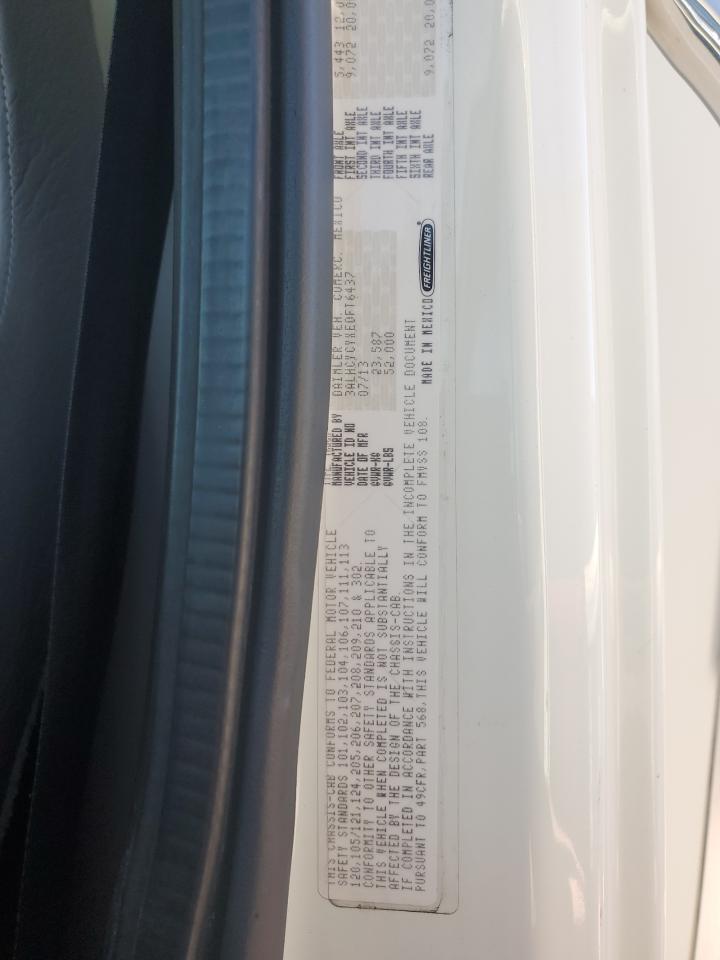 THIS CHASSIS-CAB CONFORMS TO FEDERAL MOTOR VEHICLE
SAFETY STANDARDS 101,102,103,104,106,107,111,113
120,105/121,124,205,206,207,208,209,210 & 302.
CONFORMITY TO OTHER SAFETY STANDARDS APPLICABLE TO
THIS VEHICLE WHEN COMPLETED IS NOT SUBSTANTIALLY
AFFECTED BY THE DESIGN OF THE CHASSIS-CAB
IF COMPLETED IN ACCORDANCE WITH INSTRUCTIONS IN THE INCOMPLETE VEHICLE DOCUMENT
PURSUANT TO 49CFR,PART 568,THIS VEHICLE WILL CONFORM TO FMVSS 108.
MANUFACTURED BY DAIMLER VEH. COMERC. MEXICO
VEHICLE ID NO
DATE OF MFR 07/13
GVWR-KG 23,587
GVWR-LBS 52,000
MADE IN MEXICO
FREIGHTLINER
FRONT AXLE 5,443
FIRST INT AXLE 9,072
SECOND INT AXLE
THIRD INT AXLE
FOURTH INT AXLE
FIFTH INT AXLE
SIXTH INT AXLE
REAR AXLE 9,072